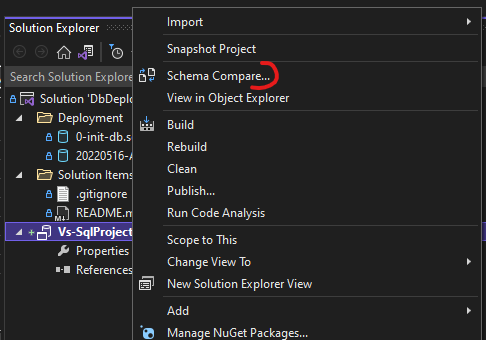 Solution Explorer
Search Solution Explore
Solution 'DbDeplo
Deployment
0-init-db.s
20220516-
Solution Items
.gitignore
README.m
Vs-SqlProject
Properties
References
Import
Snapshot Project
Schema Compare...
View in Object Explorer
Build
Rebuild
Clean
Publish...
Run Code Analysis
Scope to This
Change View To
New Solution Explorer View
Add
Manage NuGet Packages...